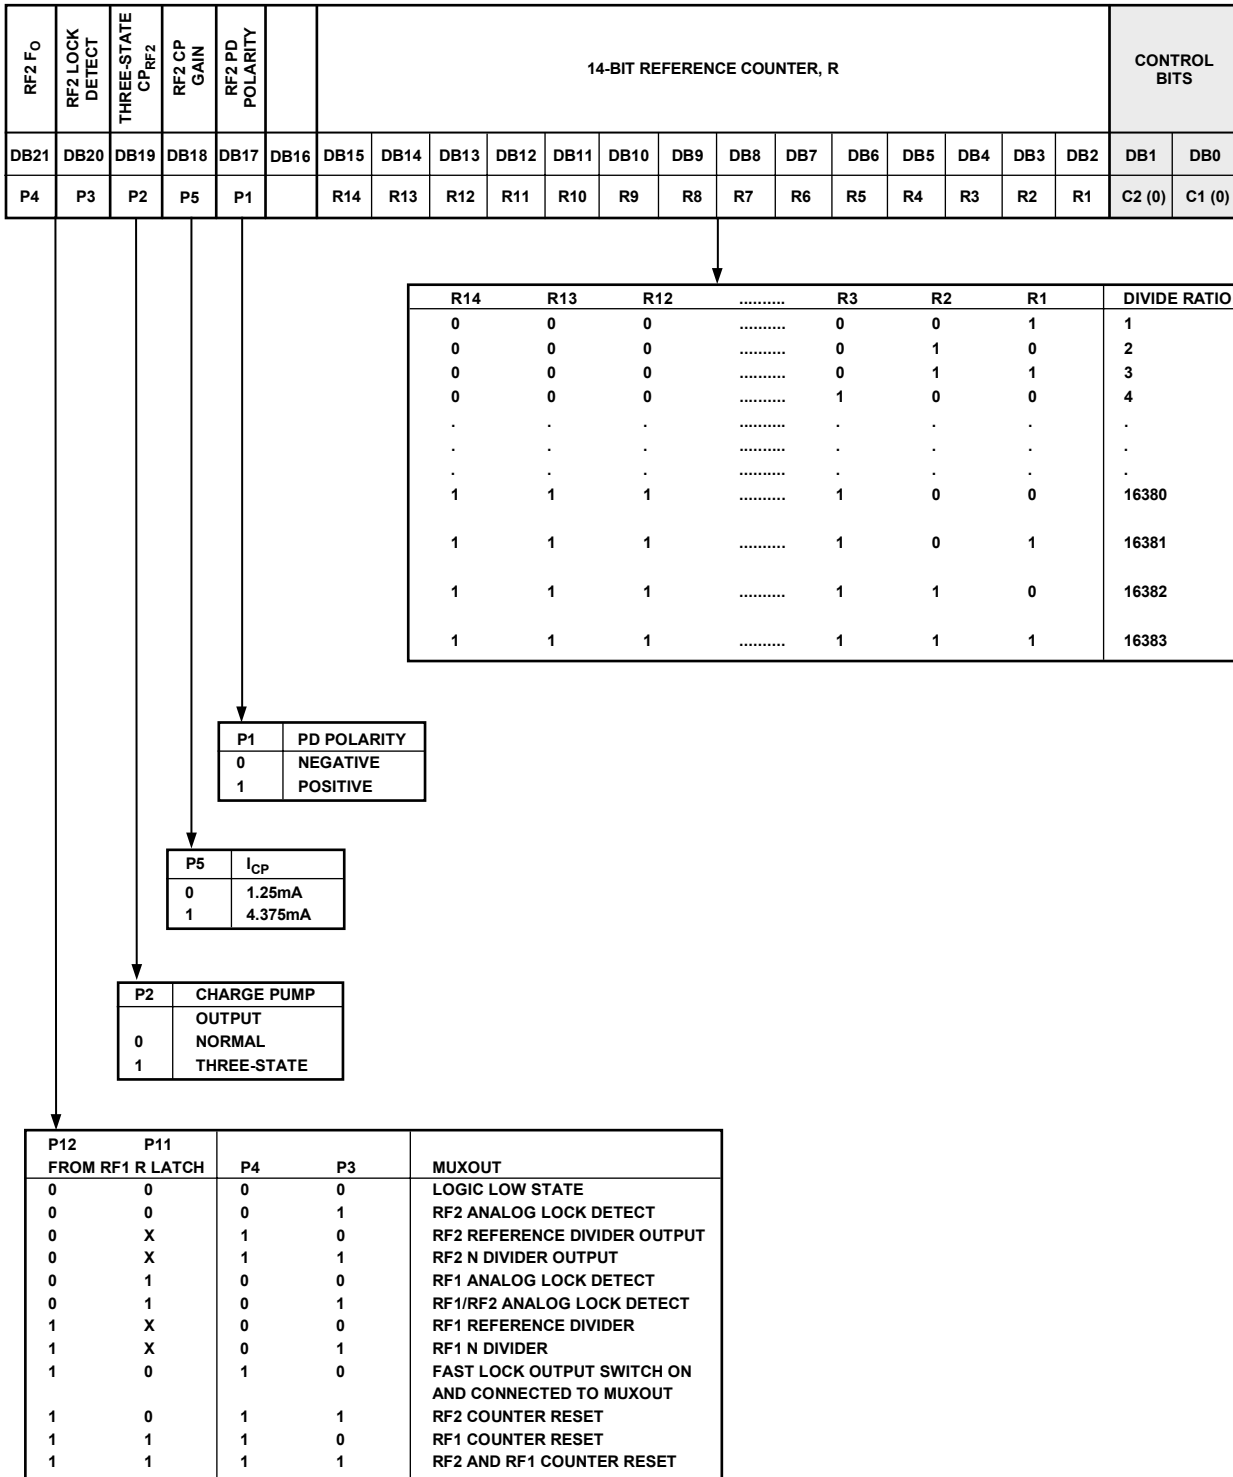 RF2 FO
RF2 LOCK DETECT
THREE-STATE CPRF2
RF2 CP GAIN
RF2 PD POLARITY
14-BIT REFERENCE COUNTER, R
CONTROL BITS
DB21 DB20 DB19 DB18 DB17 DB16 DB15 DB14 DB13 DB12 DB11 DB10 DB9 DB8 DB7 DB6 DB5 DB4 DB3 DB2 DB1 DB0
P4 P3 P2 P5 P1 R14 R13 R12 R11 R10 R9 R8 R7 R6 R5 R4 R3 R2 R1 C2 (0) C1 (0)
R14 R13 R12 .......... R3 R2 R1 DIVIDE RATIO
0 0 0 .......... 0 0 1 1
0 0 0 .......... 0 1 0 2
0 0 0 .......... 0 1 1 3
0 0 0 .......... 1 0 0 4
. . . .......... . . . .
. . . .......... . . . .
. . . .......... . . . .
1 1 1 .......... 1 0 0 16380
1 1 1 .......... 1 0 1 16381
1 1 1 .......... 1 1 0 16382
1 1 1 .......... 1 1 1 16383
P1 PD POLARITY
0 NEGATIVE
1 POSITIVE
P5 ICP
0 1.25mA
1 4.375mA
P2 CHARGE PUMP
OUTPUT
0 NORMAL
1 THREE-STATE
P12 P11
FROM RF1 R LATCH P4 P3 MUXOUT
0 0 0 0 LOGIC LOW STATE
0 0 0 1 RF2 ANALOG LOCK DETECT
0 X 1 0 RF2 REFERENCE DIVIDER OUTPUT
0 X 1 1 RF2 N DIVIDER OUTPUT
0 1 0 0 RF1 ANALOG LOCK DETECT
0 1 0 1 RF1/RF2 ANALOG LOCK DETECT
1 X 0 0 RF1 REFERENCE DIVIDER
1 X 0 1 RF1 N DIVIDER
1 0 1 0 FAST LOCK OUTPUT SWITCH ON
AND CONNECTED TO MUXOUT
1 0 1 1 RF2 COUNTER RESET
1 1 1 0 RF1 COUNTER RESET
1 1 1 1 RF2 AND RF1 COUNTER RESET